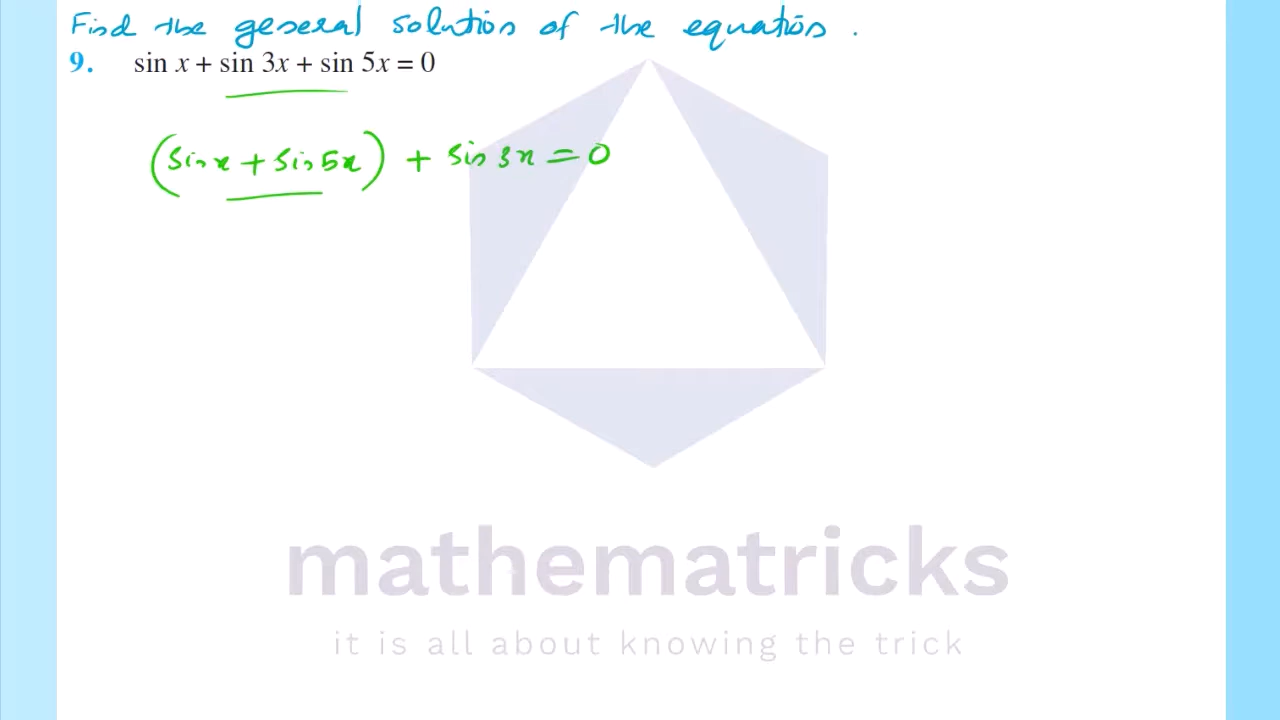 Find the general solution of the equation .
9. sin x + sin 3x + sin 5x = 0
(sin x + sin 5x) + sin 3x = 0
mathematricks
it is all about knowing the trick